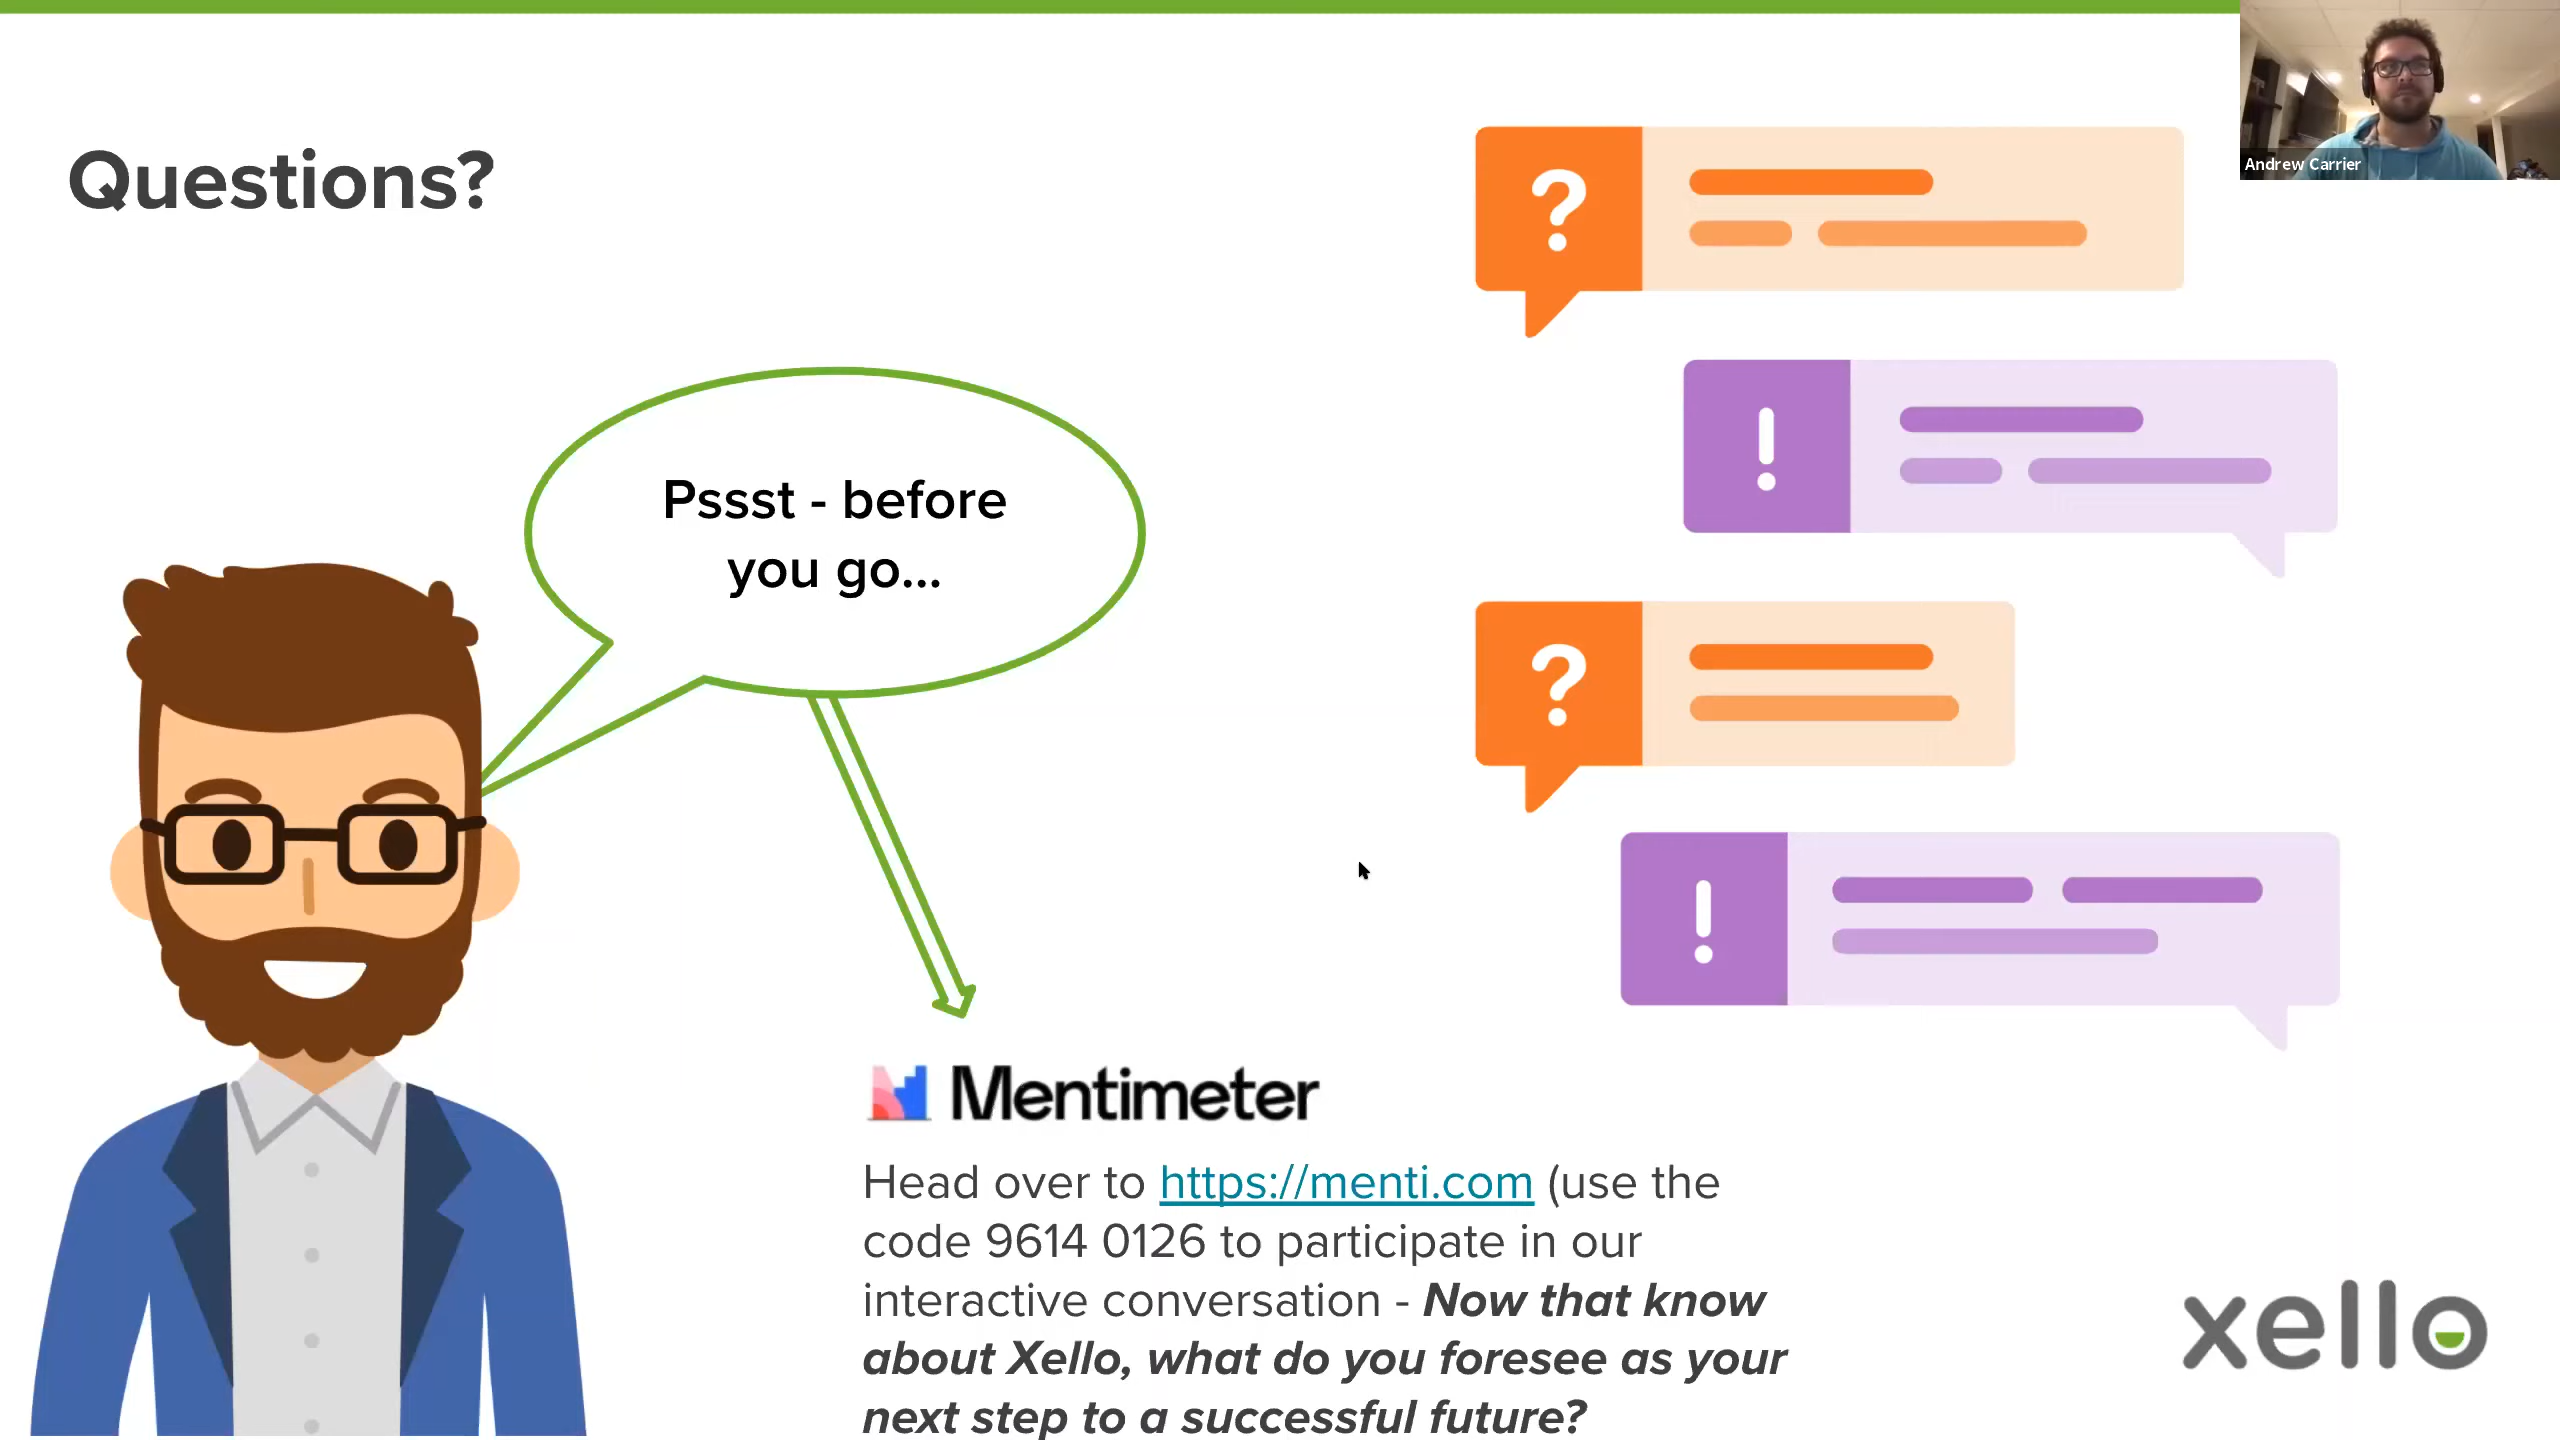 Andrew Carrier
Questions?
?
!
Pssst - before
you go...
?
!
Mentimeter
Head over to https://menti.com (use the
code 9614 0126 to participate in our
interactive conversation - Now that know
about Xello, what do you foresee as your
next step to a successful future?
xello